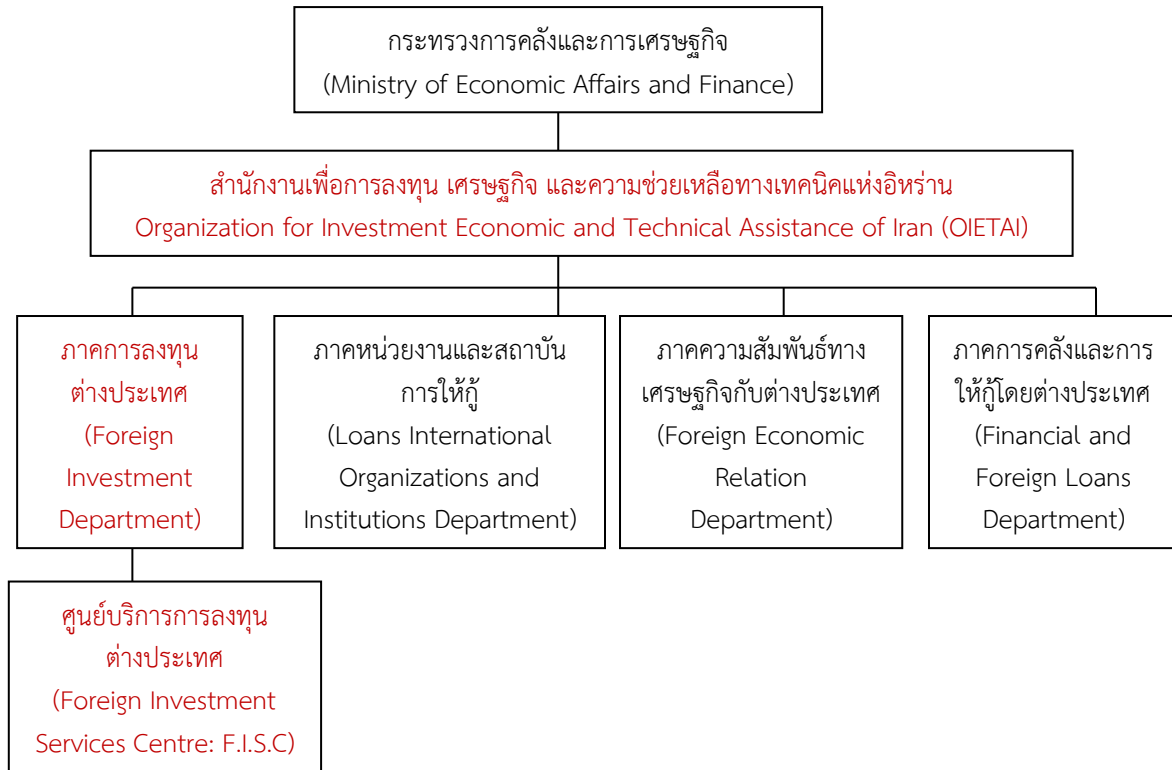 กระทรวงการคลังและการเศรษฐกิจ
(Ministry of Economic Affairs and Finance)
สำนักงานเพื่อการลงทุน เศรษฐกิจ และความช่วยเหลือทางเทคนิคแห่งอิหร่าน
Organization for Investment Economic and Technical Assistance of Iran (OIETAI)
ภาคการลงทุน
ต่างประเทศ
(Foreign
Investment
Department)
ภาคหน่วยงานและสถาบัน
การให้กู้
(Loans International
Organizations and
Institutions Department)
ภาคความสัมพันธ์ทาง
เศรษฐกิจกับต่างประเทศ
(Foreign Economic
Relation
Department)
ภาคการคลังและการ
ให้กู้โดยต่างประเทศ
(Financial and
Foreign Loans
Department)
ศูนย์บริการการลงทุน
ต่างประเทศ
(Foreign Investment
Services Centre: F.I.S.C)